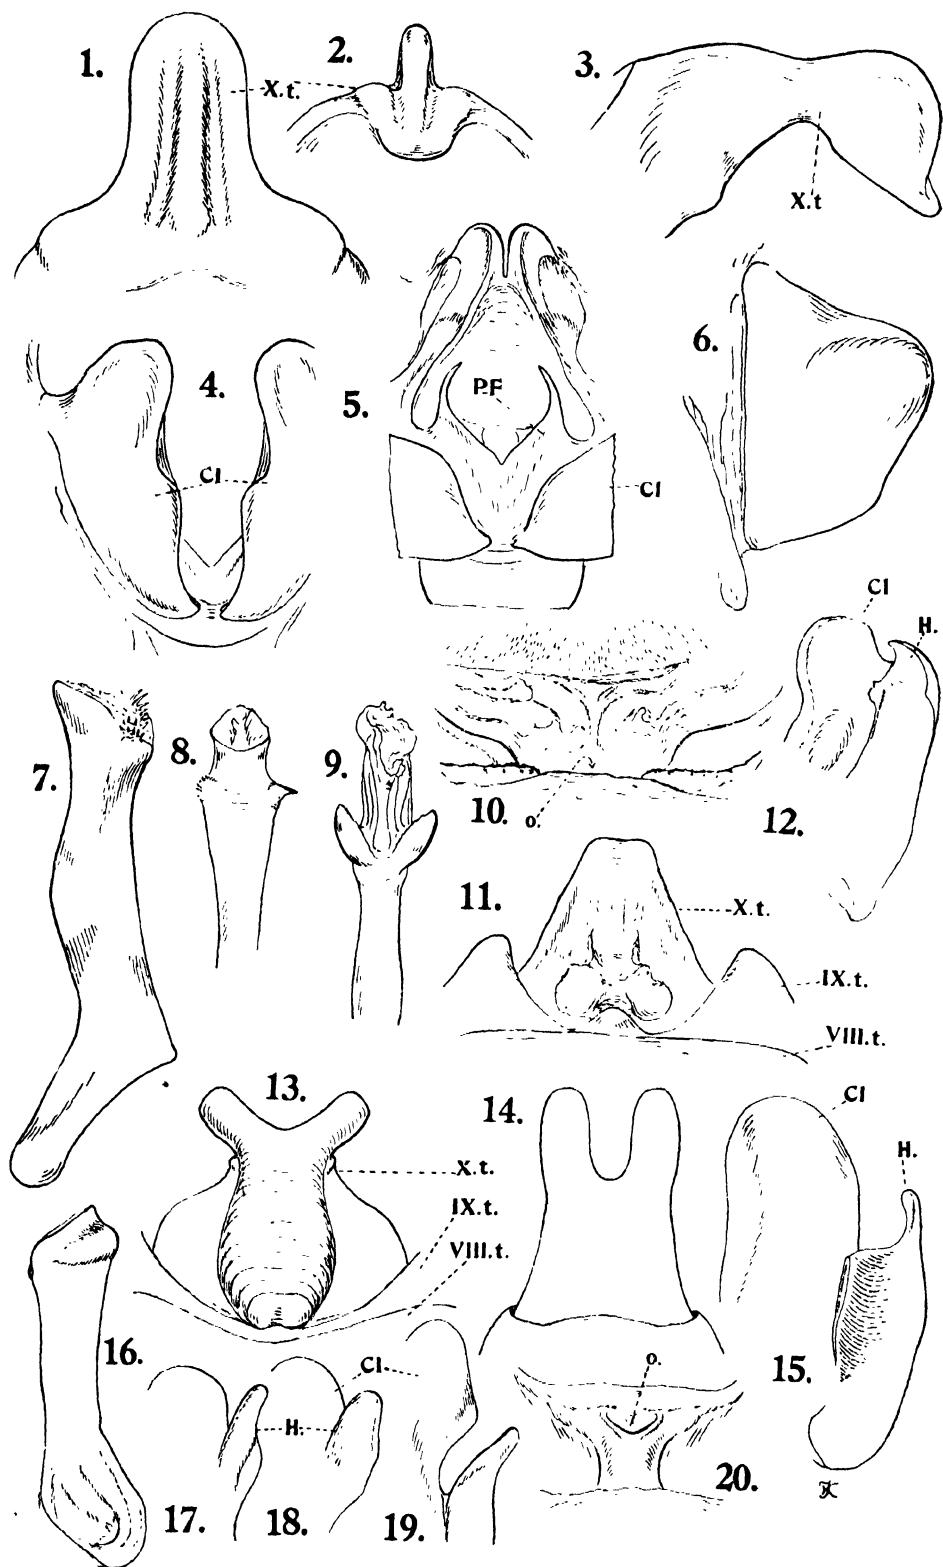 1.
X.t.
2.
3.
X.t
4.
Cl
5.
P.F
Cl
6.
7.
8.
9.
10.
o.
Cl
H.
12.
11.
X.t.
IX.t.
VIII.t.
13.
X.t.
IX.t.
VIII.t.
14.
Cl
H.
15.
16.
Cl
H.
17.
18.
19.
o.
20.